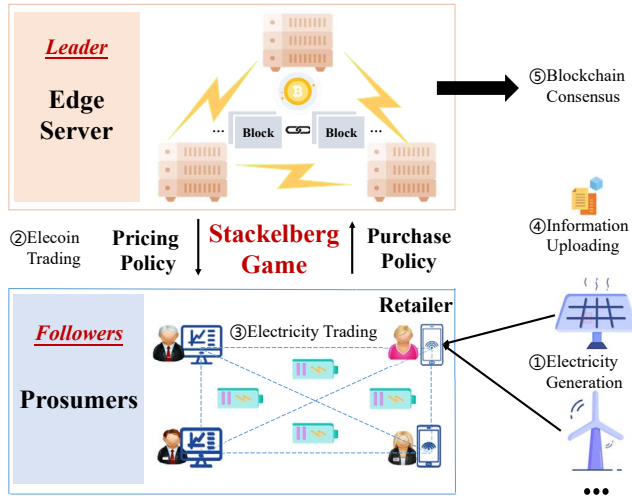 Leader
Edge
Server
₿
... Block
Block ...
⑤Blockchain
Consensus
②Elecoin
Trading
Pricing
Policy
Stackelberg
Game
Purchase
Policy
④Information
Uploading
Followers
Prosumers
③Electricity Trading
Retailer
①Electricity
Generation
...